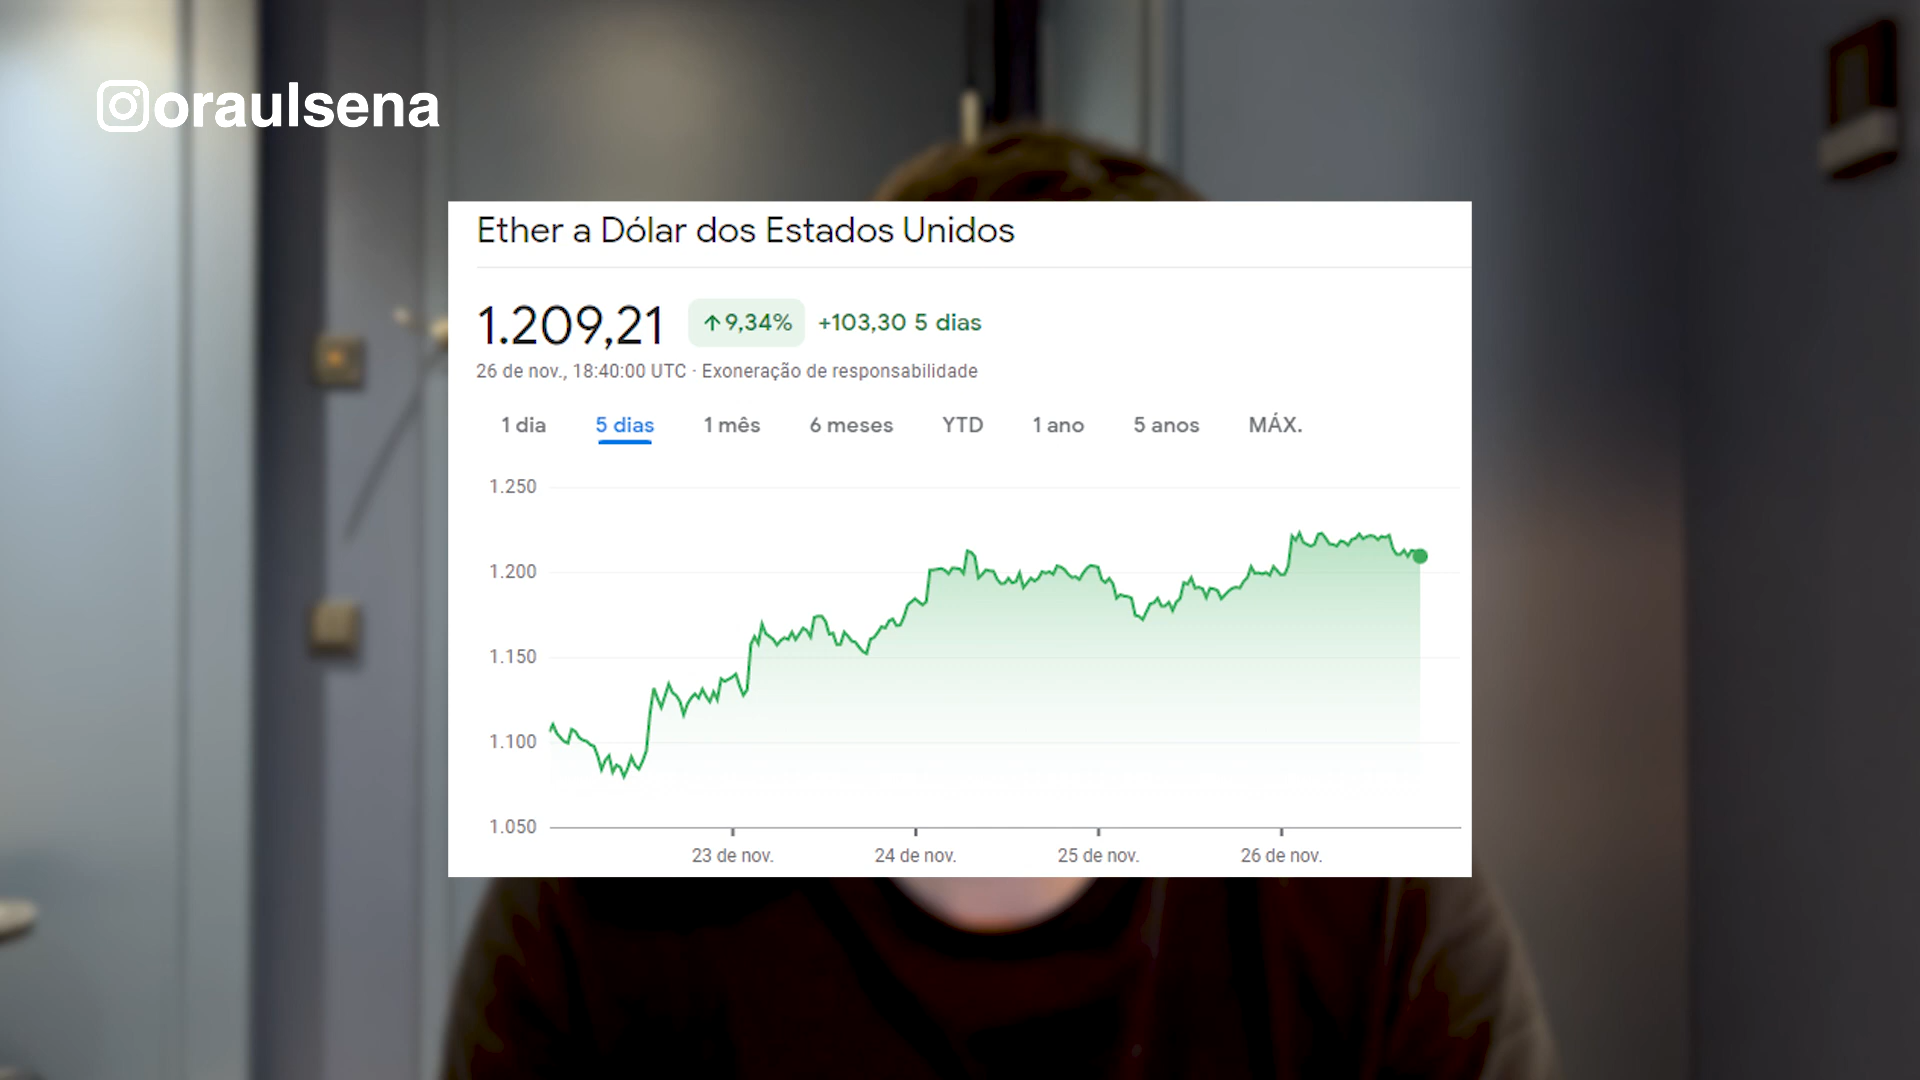 oraulsena
Ether a Dólar dos Estados Unidos
1.209,21 ↑9,34% +103,30 5 dias
26 de nov., 18:40:00 UTC · Exoneração de responsabilidade
1 dia 5 dias 1 mês 6 meses YTD 1 ano 5 anos MÁX.
1.250
1.200
1.150
1.100
1.050
23 de nov. 24 de nov. 25 de nov. 26 de nov.